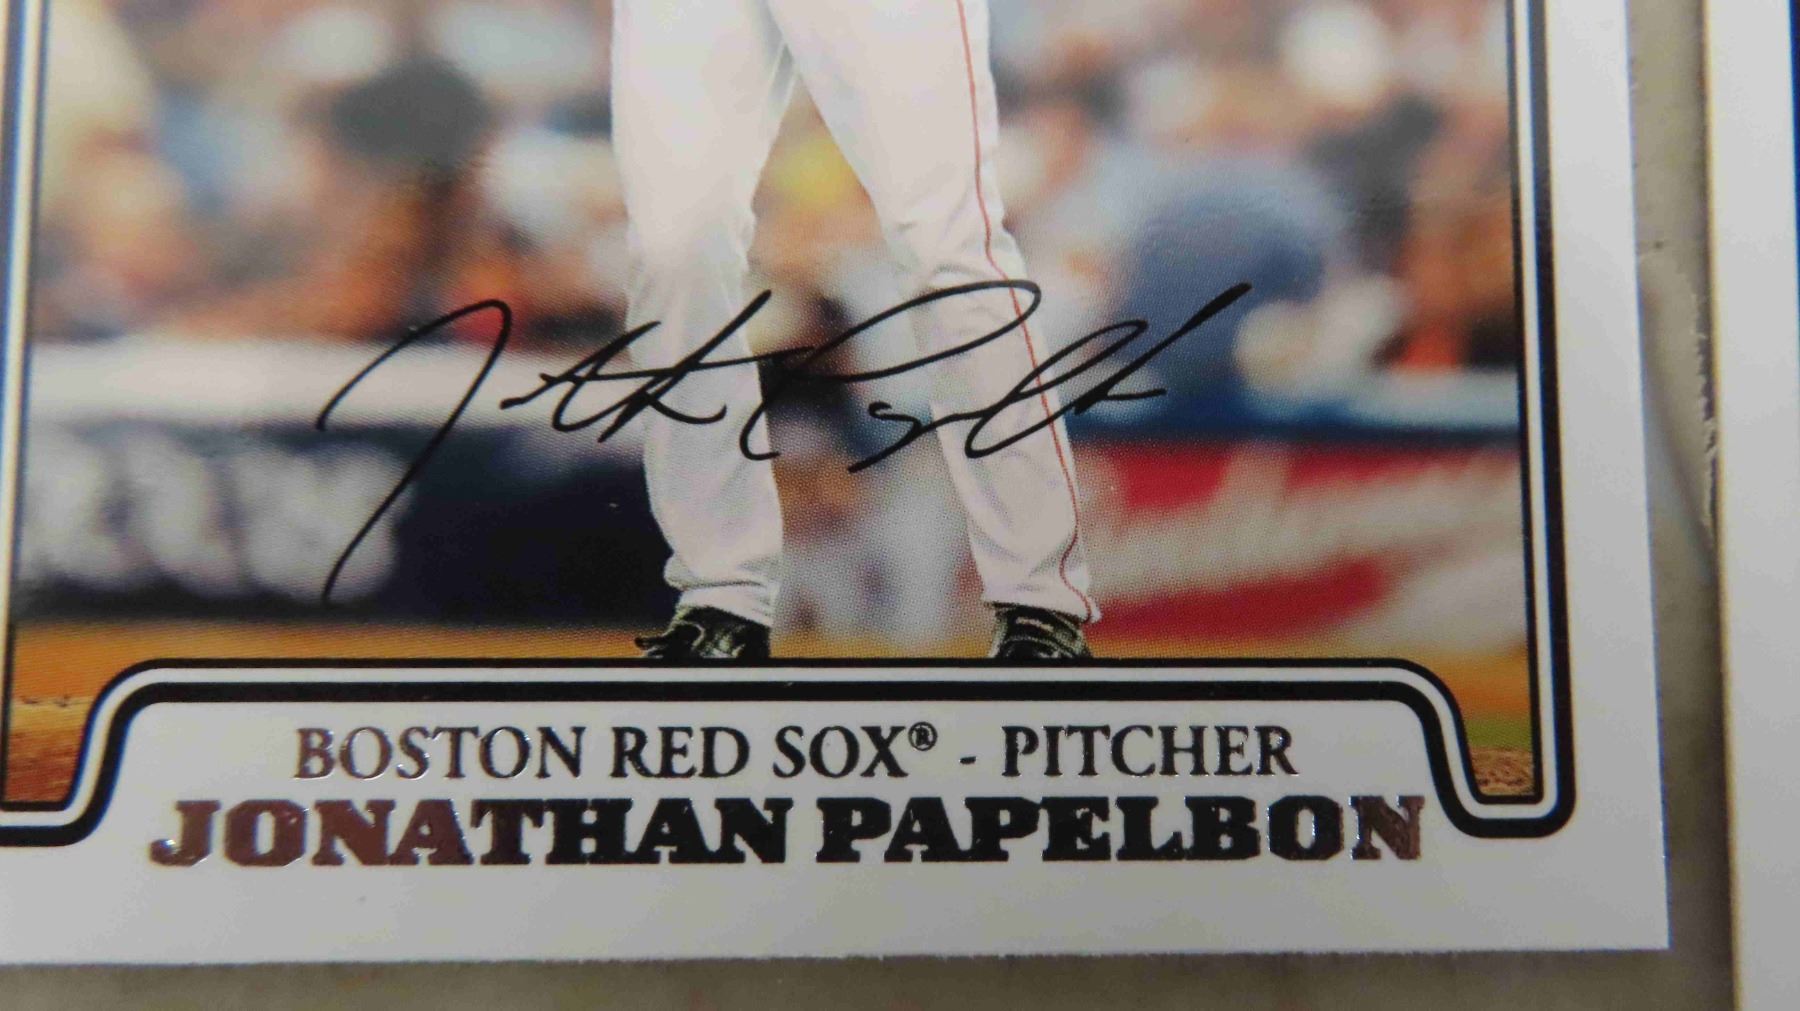 BOSTON RED SOX® - PITCHER
JONATHAN PAPELBON